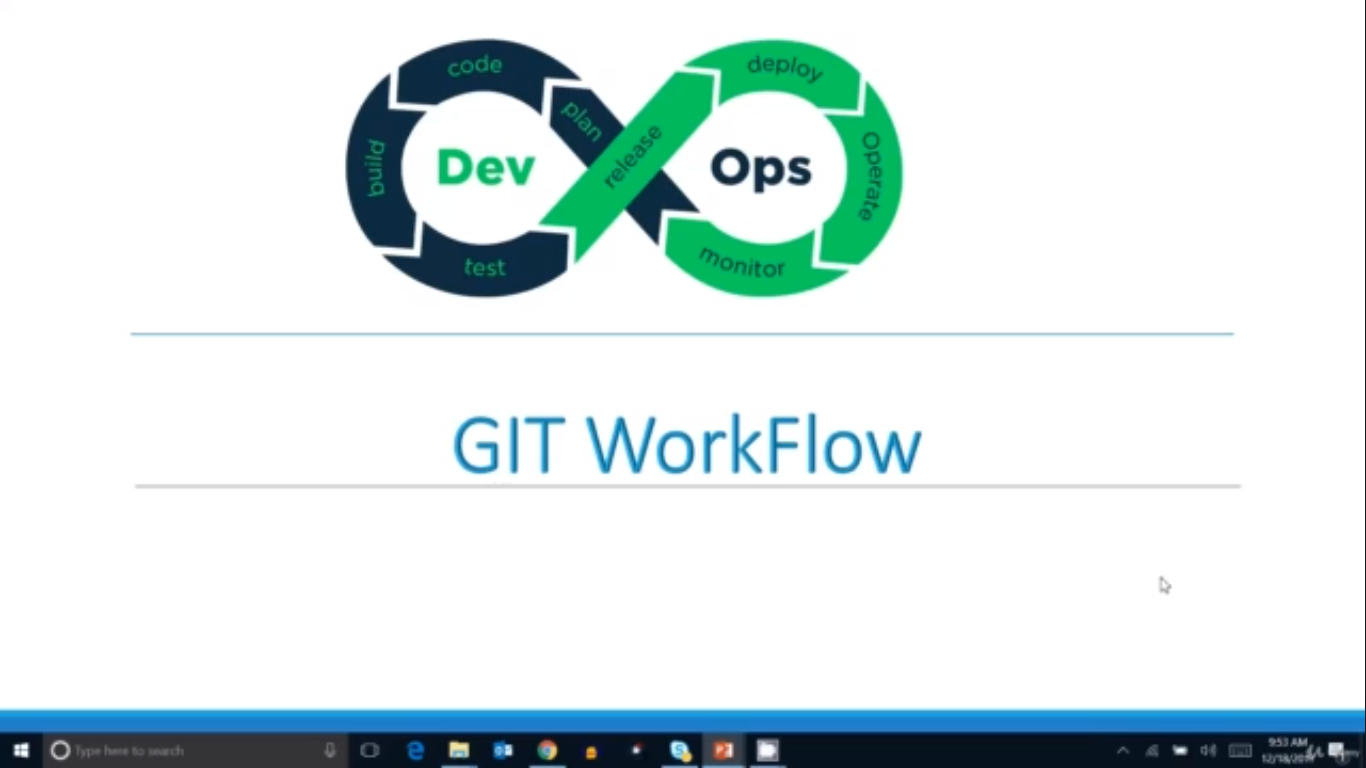 code
deploy
plan
build
Dev
release
Ops
Operate
test
monitor
GIT WorkFlow
Type here to search
9:53 AM